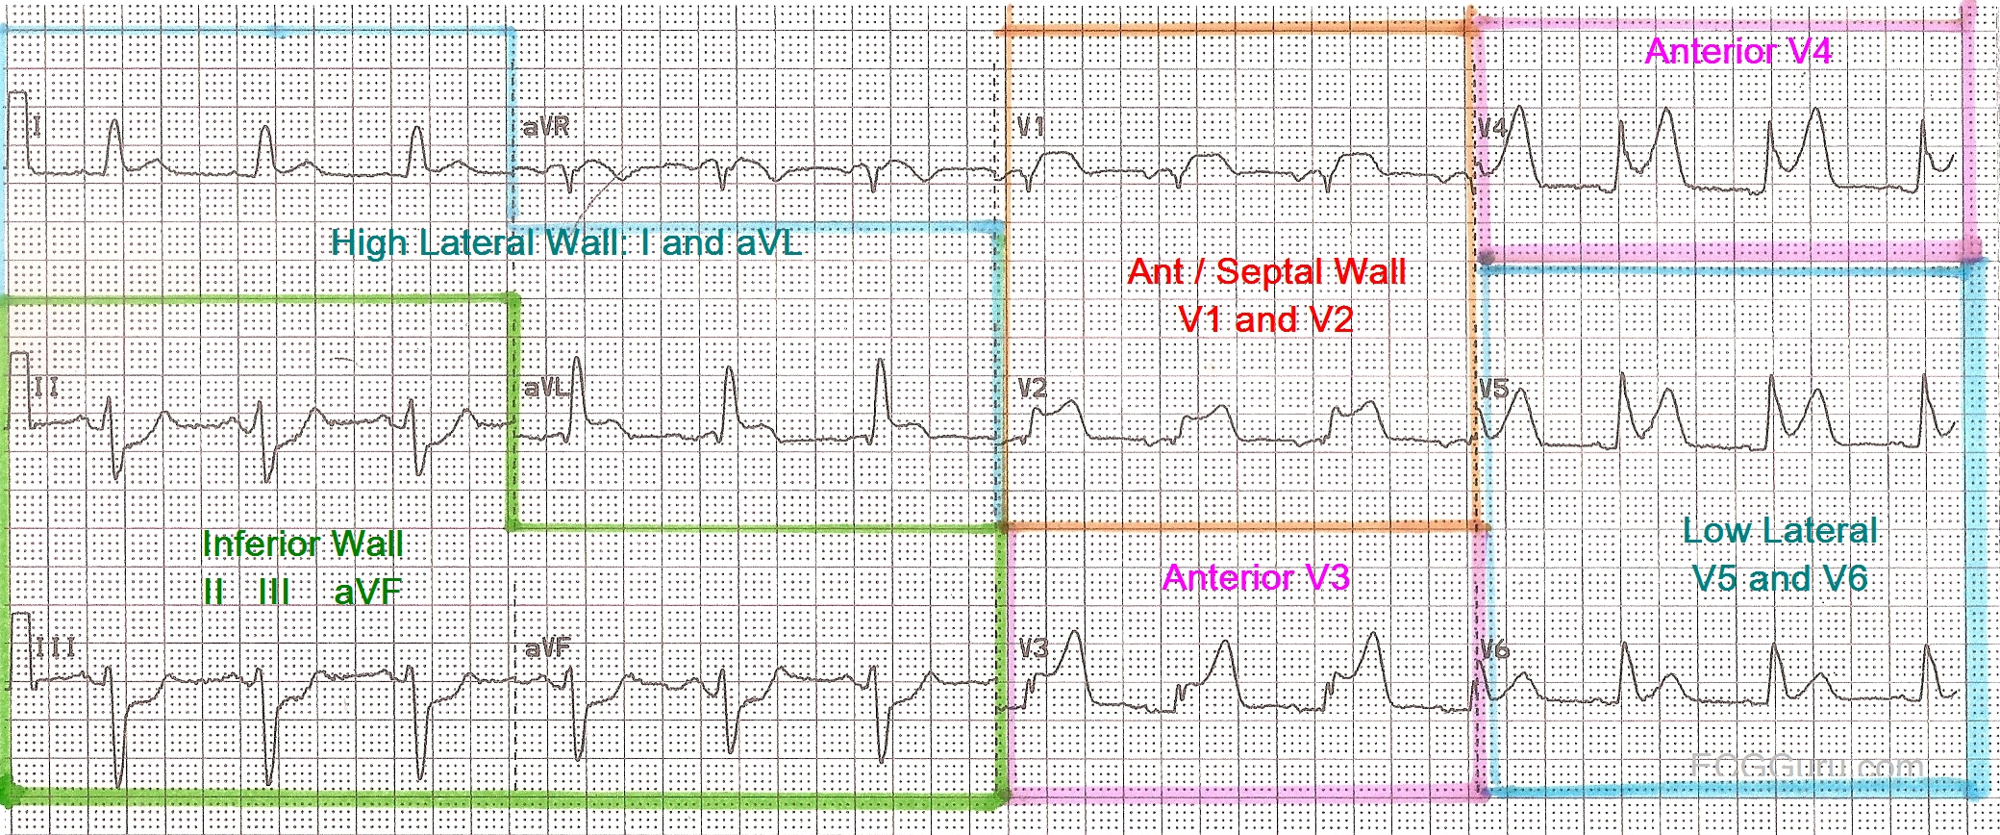 Anterior V4
I
aVR
V1
V4
High Lateral Wall: I and aVL
Ant / Septal Wall
V1 and V2
II
aVL
V2
V5
Inferior Wall
II III aVF
Anterior V3
Low Lateral
V5 and V6
III
aVF
V3
V6
ECGGuru.com